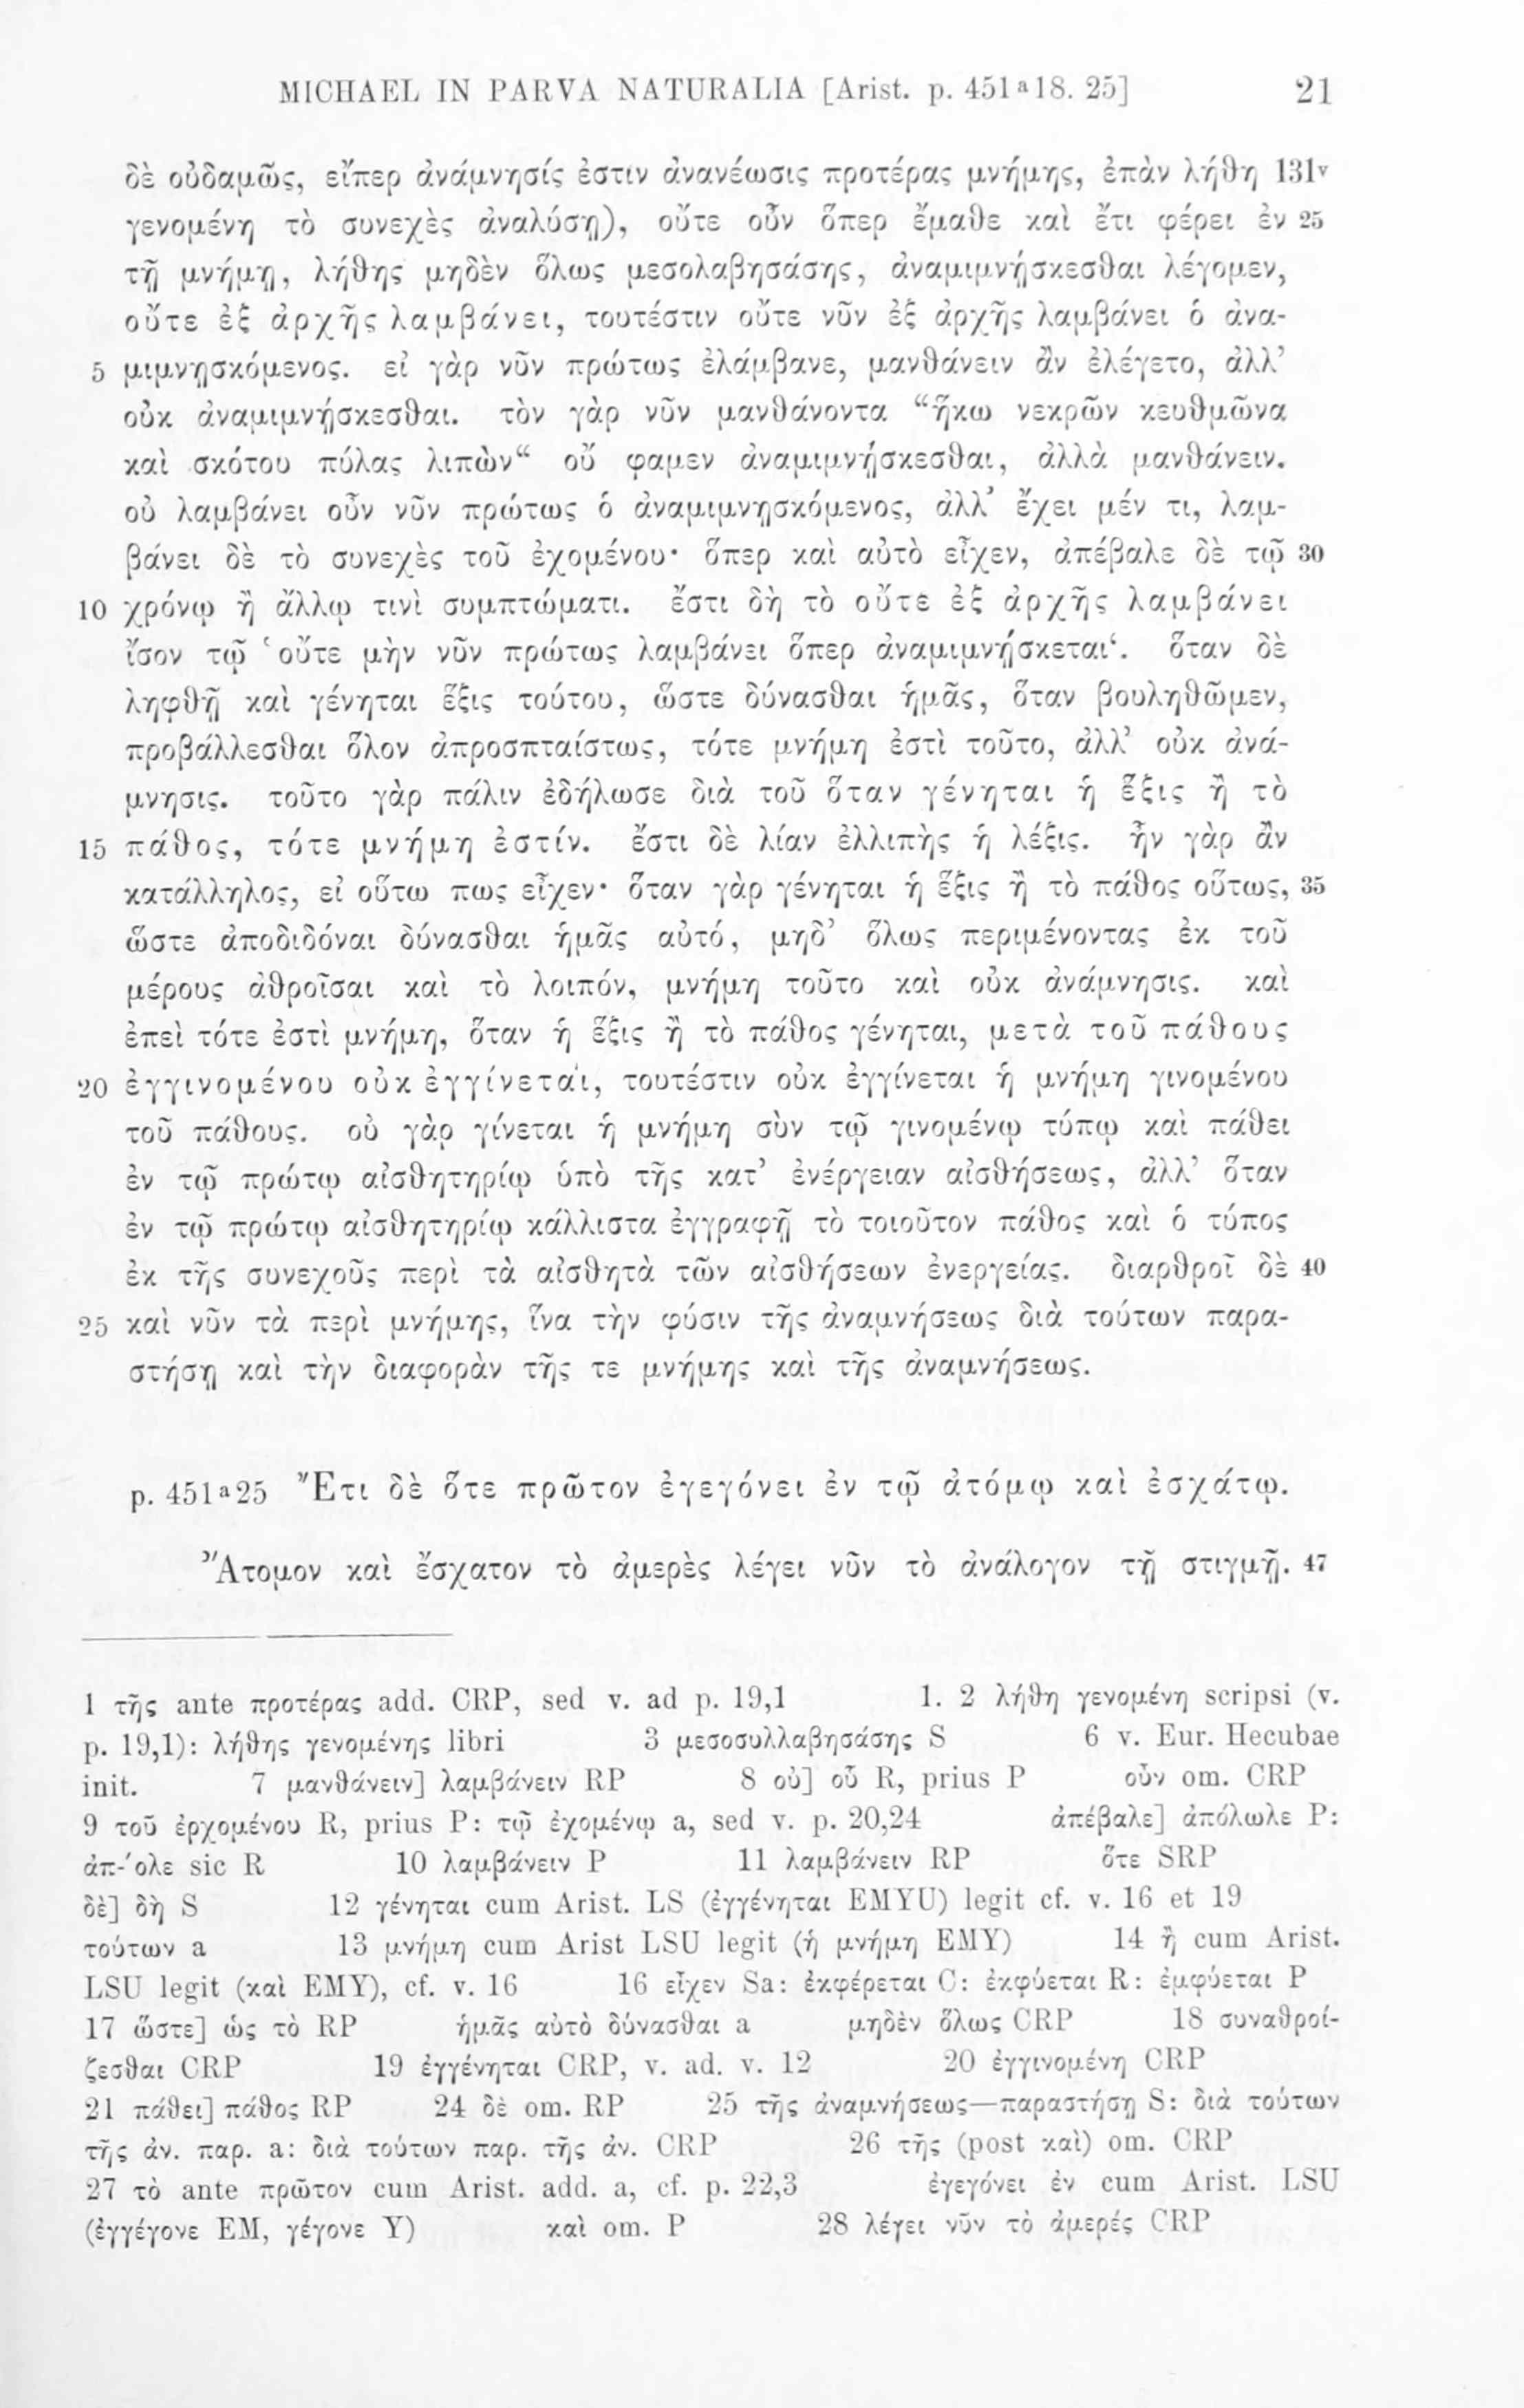 MICHAEL IN PARVA NATURALIA [Arist. p. 451ᵃ18. 25] 21
δὲ οὐδαμῶς, εἴπερ ἀνάμνησίς ἐστιν ἀνανέωσις προτέρας μνήμης, ἐπὰν λήθη 131ᵛ
γενομένη τὸ συνεχὲς ἀναλύσῃ), οὔτε οὖν ὅπερ ἔμαθε καὶ ἔτι φέρει ἐν 25
τῇ μνήμῃ, λήθης μηδὲν ὅλως μεσολαβησάσης, ἀναμιμνήσκεσθαι λέγομεν,
οὔτε ἐξ ἀρχῆς λαμβάνει, τουτέστιν οὔτε νῦν ἐξ ἀρχῆς λαμβάνει ὁ ἀνα-
5 μιμνῃσκόμενος. εἰ γὰρ νῦν πρώτως ἐλάμβανε, μανθάνειν ἂν ἐλέγετο, ἀλλ’
οὐκ ἀναμιμνῄσκεσθαι. τὸν γὰρ νῦν μανθάνοντα “ἥκω νεκρῶν κευθμῶνα
καὶ σκότου πύλας λιπὼν“ οὔ φαμεν ἀναμιμνῄσκεσθαι, ἀλλὰ μανθάνειν.
οὐ λαμβάνει οὖν νῦν πρώτως ὁ ἀναμιμνησκόμενος, ἀλλ’ ἔχει μέν τι, λαμ-
βάνει δὲ τὸ συνεχὲς τοῦ ἐχομένου· ὅπερ καὶ αὐτὸ εἶχεν, ἀπέβαλε δὲ τῷ 30
10 χρόνῳ ἢ ἄλλῳ τινὶ συμπτώματι. ἔστι δὴ τὸ οὔτε ἐξ ἀρχῆς λαμβάνει
ἴσον τῷ ‘οὔτε μὴν νῦν πρώτως λαμβάνει ὅπερ ἀναμιμνῄσκεται‘. ὅταν δὲ
ληφθῇ καὶ γένηται ἕξις τούτου, ὥστε δύνασθαι ἡμᾶς, ὅταν βουληθῶμεν,
προβάλλεσθαι ὅλον ἀπροσπταίστως, τότε μνήμη ἐστὶ τοῦτο, ἀλλ’ οὐκ ἀνά-
μνησις. τοῦτο γὰρ πάλιν ἐδήλωσε διὰ τοῦ ὅταν γένηται ἡ ἕξις ἢ τὸ
15 πάθος, τότε μνήμη ἐστίν. ἔστι δὲ λίαν ἐλλιπὴς ἡ λέξις. ἦν γὰρ ἂν
κατάλληλος, εἰ οὕτω πως εἶχεν· ὅταν γὰρ γένηται ἡ ἕξις ἢ τὸ πάθος οὕτως, 35
ὥστε ἀποδιδόναι δύνασθαι ἡμᾶς αὐτό, μηδ’ ὅλως περιμένοντας ἐκ τοῦ
μέρους ἀθροῖσαι καὶ τὸ λοιπόν, μνήμη τοῦτο καὶ οὐκ ἀνάμνησις. καὶ
ἐπεὶ τότε ἐστὶ μνήμη, ὅταν ἡ ἕξις ἢ τὸ πάθος γένηται, μετὰ τοῦ πάθους
20 ἐγγινομένου οὐκ ἐγγίνεται, τουτέστιν οὐκ ἐγγίνεται ἡ μνήμη γινομένου
τοῦ πάθους. οὐ γὰρ γίνεται ἡ μνήμη σὺν τῷ γινομένῳ τύπῳ καὶ πάθει
ἐν τῷ πρώτῳ αἰσθητηρίῳ ὑπὸ τῆς κατ’ ἐνέργειαν αἰσθήσεως, ἀλλ’ ὅταν
ἐν τῷ πρώτῳ αἰσθητηρίῳ κάλλιστα ἐγγραφῇ τὸ τοιοῦτον πάθος καὶ ὁ τύπος
ἐκ τῆς συνεχοῦς περὶ τὰ αἰσθητὰ τῶν αἰσθήσεων ἐνεργείας. διαρθροῖ δὲ 40
25 καὶ νῦν τὰ περὶ μνήμης, ἵνα τὴν φύσιν τῆς ἀναμνήσεως διὰ τούτων παρα-
στήσῃ καὶ τὴν διαφορὰν τῆς τε μνήμης καὶ τῆς ἀναμνήσεως.
p. 451ᵃ25 Ἔτι δὲ ὅτε πρῶτον ἐγεγόνει ἐν τῷ ἀτόμῳ καὶ ἐσχάτῳ.
Ἄτομον καὶ ἔσχατον τὸ ἀμερὲς λέγει νῦν τὸ ἀνάλογον τῇ στιγμῇ. 47
1 τῆς ante προτέρας add. CRP, sed v. ad p. 19,1 1. 2 λήθη γενομένη scripsi (v.
p. 19,1): λήθης γενομένης libri 3 μεσοσυλλαβησάσης S 6 v. Eur. Hecubae
init. 7 μανθάνειν] λαμβάνειν RP 8 οὐ] οὗ R, prius P οὖν om. CRP
9 τοῦ ἐρχομένου R, prius P: τῷ ἐχομένῳ a, sed v. p. 20,24 ἀπέβαλε] ἀπόλωλε P:
ἀπ-´ολε sic R 10 λαμβάνειν P 11 λαμβάνειν RP ὅτε SRP
δὲ] δὴ S 12 γένηται cum Arist. LS (ἐγγένηται EMYU) legit cf. v. 16 et 19
τούτων a 13 μνήμη cum Arist LSU legit (ἡ μνήμη EMY) 14 ἢ cum Arist.
LSU legit (καὶ EMY), cf. v. 16 16 εἶχεν Sa: ἐκφέρεται C: ἐκφύεται R: ἐμφύεται P
17 ὥστε] ὡς τὸ RP ἡμᾶς αὐτὸ δύνασθαι a μηδὲν ὅλως CRP 18 συναθροί-
ζεσθαι CRP 19 ἐγγένηται CRP, v. ad. v. 12 20 ἐγγινομένη CRP
21 πάθει] πάθος RP 24 δὲ om. RP 25 τῆς ἀναμνήσεως—παραστήσῃ S: διὰ τούτων
τῆς ἀν. παρ. a: διὰ τούτων παρ. τῆς ἀν. CRP 26 τῆς (post καὶ) om. CRP
27 τὸ ante πρῶτον cum Arist. add. a, cf. p. 22,3 ἐγεγόνει ἐν cum Arist. LSU
(ἐγγέγονε EM, γέγονε Y) καὶ om. P 28 λέγει νῦν τὸ ἀμερές CRP